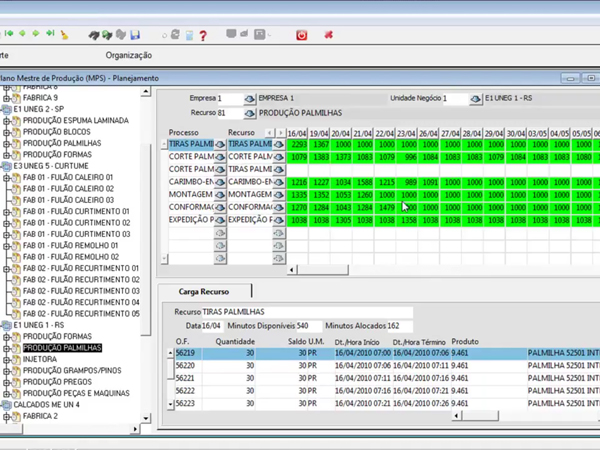 rte Organização
lano Mestre de Produção (MPS) - Planejamento
FABRICA 9
E1 UNEG 2 - SP
PRODUÇÃO ESPUMA LAMINADA
PRODUÇÃO BLOCOS
PRODUÇÃO PALMILHAS
PRODUÇÃO FORMAS
E3 UNEG 5 - CURTUME
FAB 01 - FULÃO CALEIRO 01
FAB 01 - FULÃO CALEIRO 02
FAB 01 - FULÃO CALEIRO 03
FAB 01 - FULÃO CURTIMENTO 01
FAB 01 - FULÃO CURTIMENTO 02
FAB 01 - FULÃO CURTIMENTO 03
FAB 01 - FULÃO REMOLHO 01
FAB 01 - FULÃO REMOLHO 02
FAB 02 - FULÃO RECURTIMENTO 01
FAB 02 - FULÃO RECURTIMENTO 02
FAB 02 - FULÃO RECURTIMENTO 03
FAB 02 - FULÃO RECURTIMENTO 04
FAB 02 - FULÃO RECURTIMENTO 05
E1 UNEG 1 - RS
PRODUÇÃO FORMAS
PRODUÇÃO PALMILHAS
INJETORA
PRODUÇÃO GRAMPOS/PINOS
PRODUÇÃO PREGOS
PRODUÇÃO PEÇAS E MAQUINAS
CALCADOS ME UN 4
FABRICA 2
Empresa 1 EMPRESA 1 Unidade Negócio 1 E1 UNEG 1 - RS
Recurso 81 PRODUÇÃO PALMILHAS
Processo Recurso 16/04 19/04 20/04 21/04 22/04 23/04 26/04 27/04 28/04 29/04 30/04 03/05 04/05 05/05
TIRAS PALMI TIRAS PALMI 2293 1367 1000 1000 1000 1000 1000 1000 1000 1000 1000 1000 1000 1000
CORTE PALM CORTE PALM 1079 1383 1373 1083 1079 996 1084 1083 1083 1079 1084 1083 1083 1080
CORTE PALM TIRAS PALMI
CARIMBO-EN CARIMBO-EN 1216 1227 1034 1588 1215 989 1091 1000 1000 1000 1000 1000 1000 1000
MONTAGEM MONTAGEM 1335 1352 1053 1260 1000 1000 1000 1000 1000 1000 1000 1000 1000 1000
CONFORMA CONFORMA 1270 1284 1043 1284 1479 1000 1000 1000 1000 1000 1000 1000 1000
EXPEDIÇÃO P EXPEDIÇÃO F 1038 1038 1305 1038 1038 1358 1038 1038 1038 1038 1038 1038 1038 1038
Carga Recurso
Recurso TIRAS PALMILHAS
Data 16/04 Minutos Disponíveis 540 Minutos Alocados 162
O.F. Quantidade Saldo U.M. Dt./Hora Início Dt./Hora Término Produto
56219 30 30 PR 16/04/2010 07:00 16/04/2010 07:06 9.461 PALMILHA 52501 INT
56220 30 30 PR 16/04/2010 07:06 16/04/2010 07:11 9.461 PALMILHA 52501 INT
56221 30 30 PR 16/04/2010 07:11 16/04/2010 07:16 9.461 PALMILHA 52501 INT
56222 30 30 PR 16/04/2010 07:16 16/04/2010 07:21 9.461 PALMILHA 52501 INT
56223 30 30 PR 16/04/2010 07:21 16/04/2010 07:26 9.461 PALMILHA 52501 INT